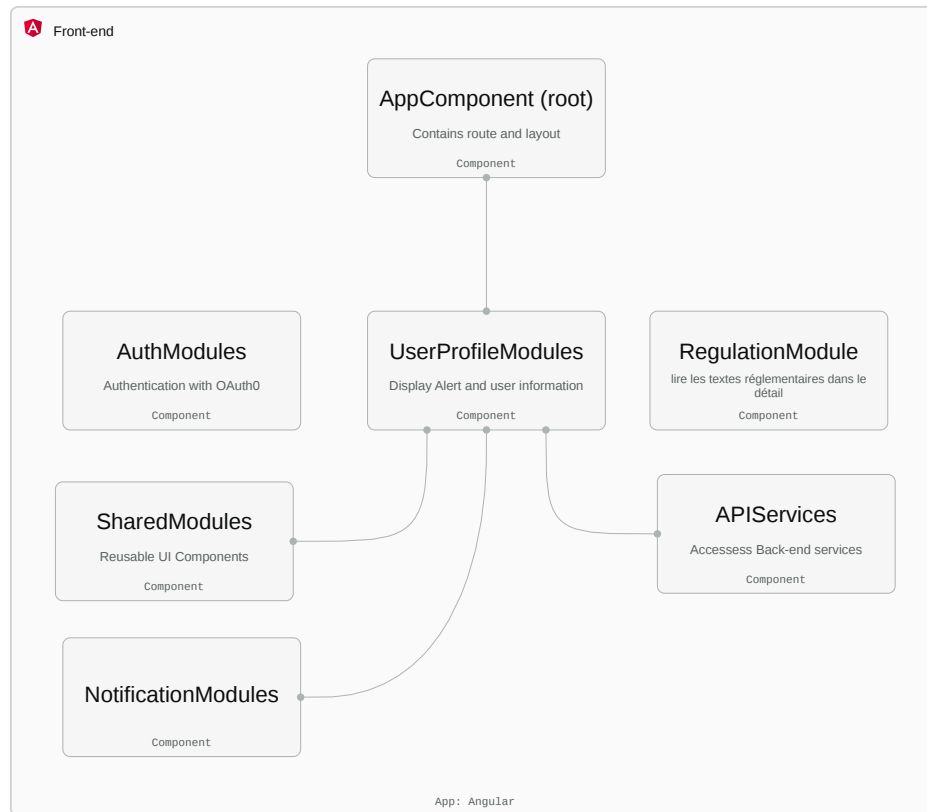 Front-end
AppComponent (root)
Contains route and layout
Component
AuthModules
Authentication with OAuth0
Component
UserProfileModules
Display Alert and user information
Component
RegulationModule
lire les textes réglementaires dans le
détail
Component
SharedModules
Reusable UI Components
Component
APIServices
Accessess Back-end services
Component
NotificationModules
Component
App: Angular